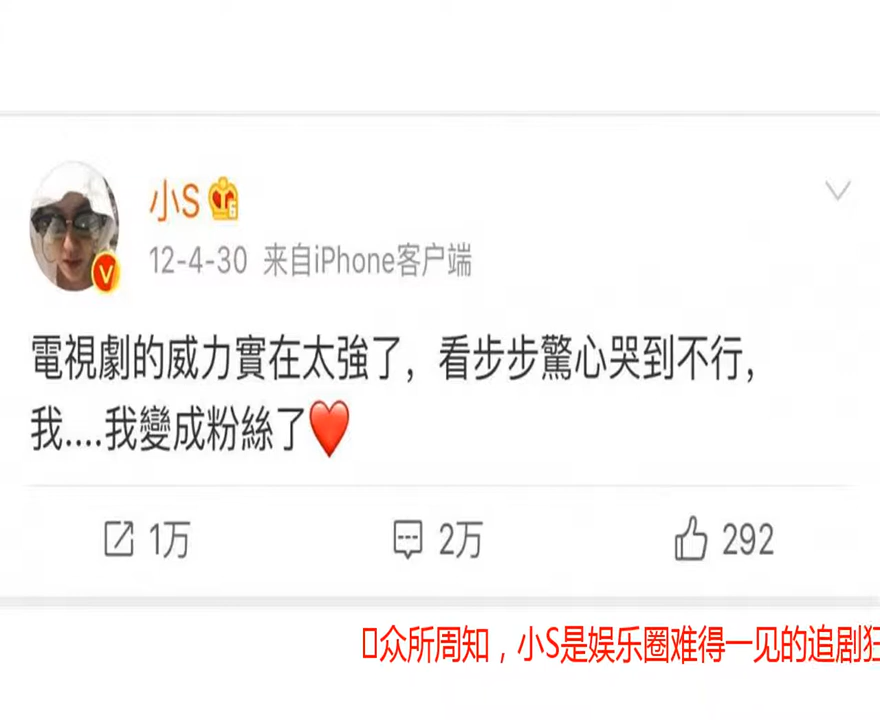 小S
12-4-30 来自iPhone客户端
電視劇的威力實在太強了，看步步驚心哭到不行，
我....我變成粉絲了❤️
1万 2万 292
众所周知，小S是娱乐圈难得一见的追剧狂